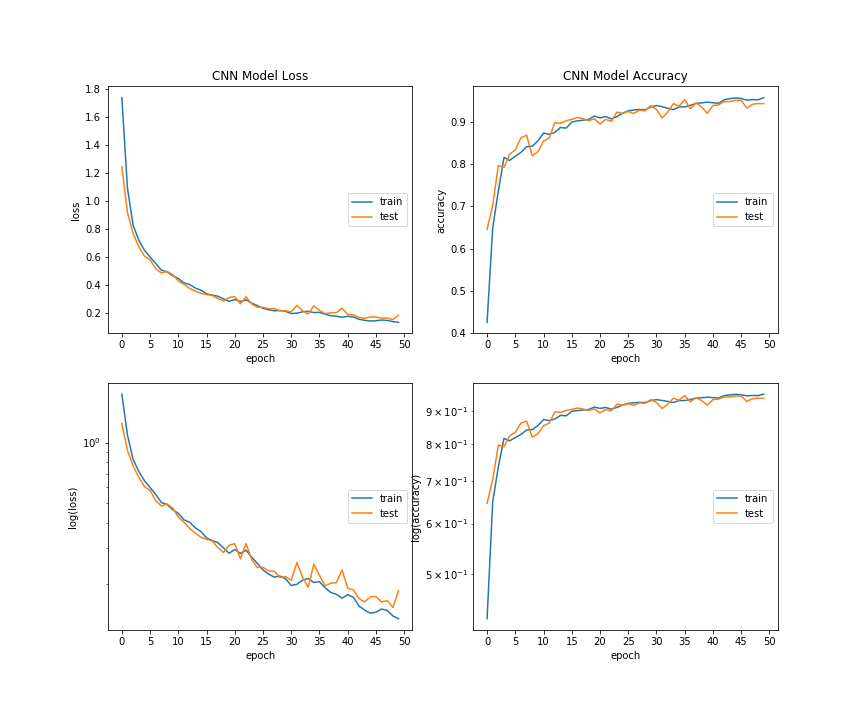 CNN Model Loss
1.8
1.6
1.4
1.2
1.0
0.8
0.6
0.4
0.2
loss
train
test
0 5 10 15 20 25 30 35 40 45 50
epoch
CNN Model Accuracy
0.9
0.8
0.7
0.6
0.5
0.4
accuracy
train
test
0 5 10 15 20 25 30 35 40 45 50
epoch
10⁰
log(loss)
train
test
0 5 10 15 20 25 30 35 40 45 50
epoch
9 × 10⁻¹
8 × 10⁻¹
7 × 10⁻¹
6 × 10⁻¹
5 × 10⁻¹
log(accuracy)
train
test
0 5 10 15 20 25 30 35 40 45 50
epoch